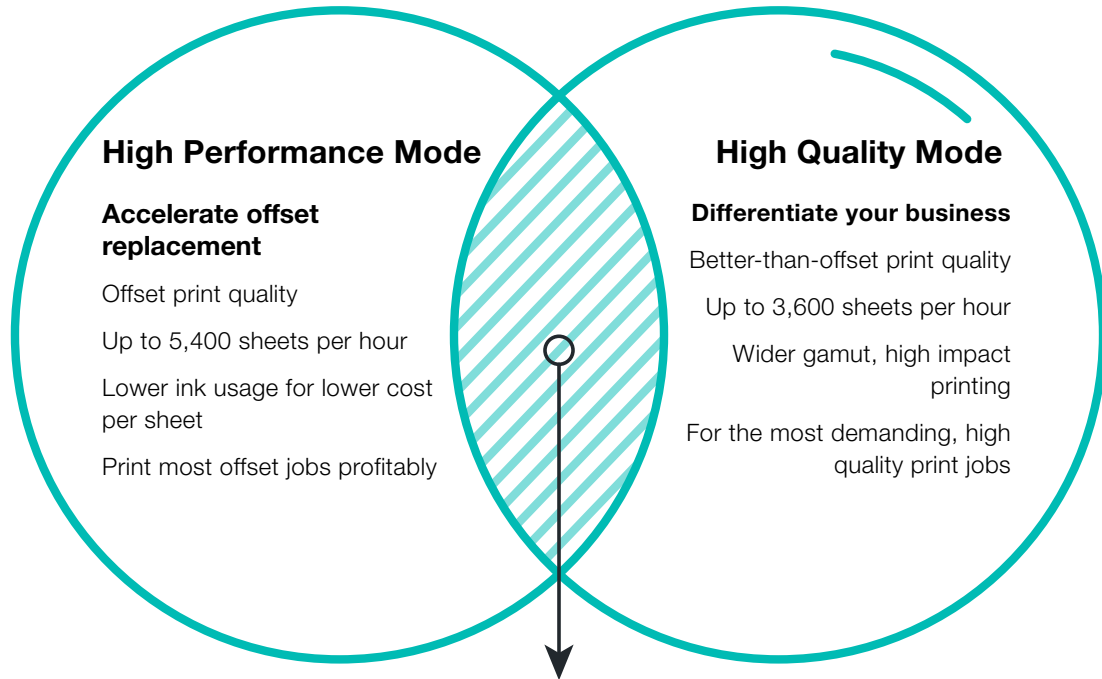 High Performance Mode
Accelerate offset
replacement
Offset print quality
Up to 5,400 sheets per hour
Lower ink usage for lower cost
per sheet
Print most offset jobs profitably
High Quality Mode
Differentiate your business
Better-than-offset print quality
Up to 3,600 sheets per hour
Wider gamut, high impact
printing
For the most demanding, high
quality print jobs